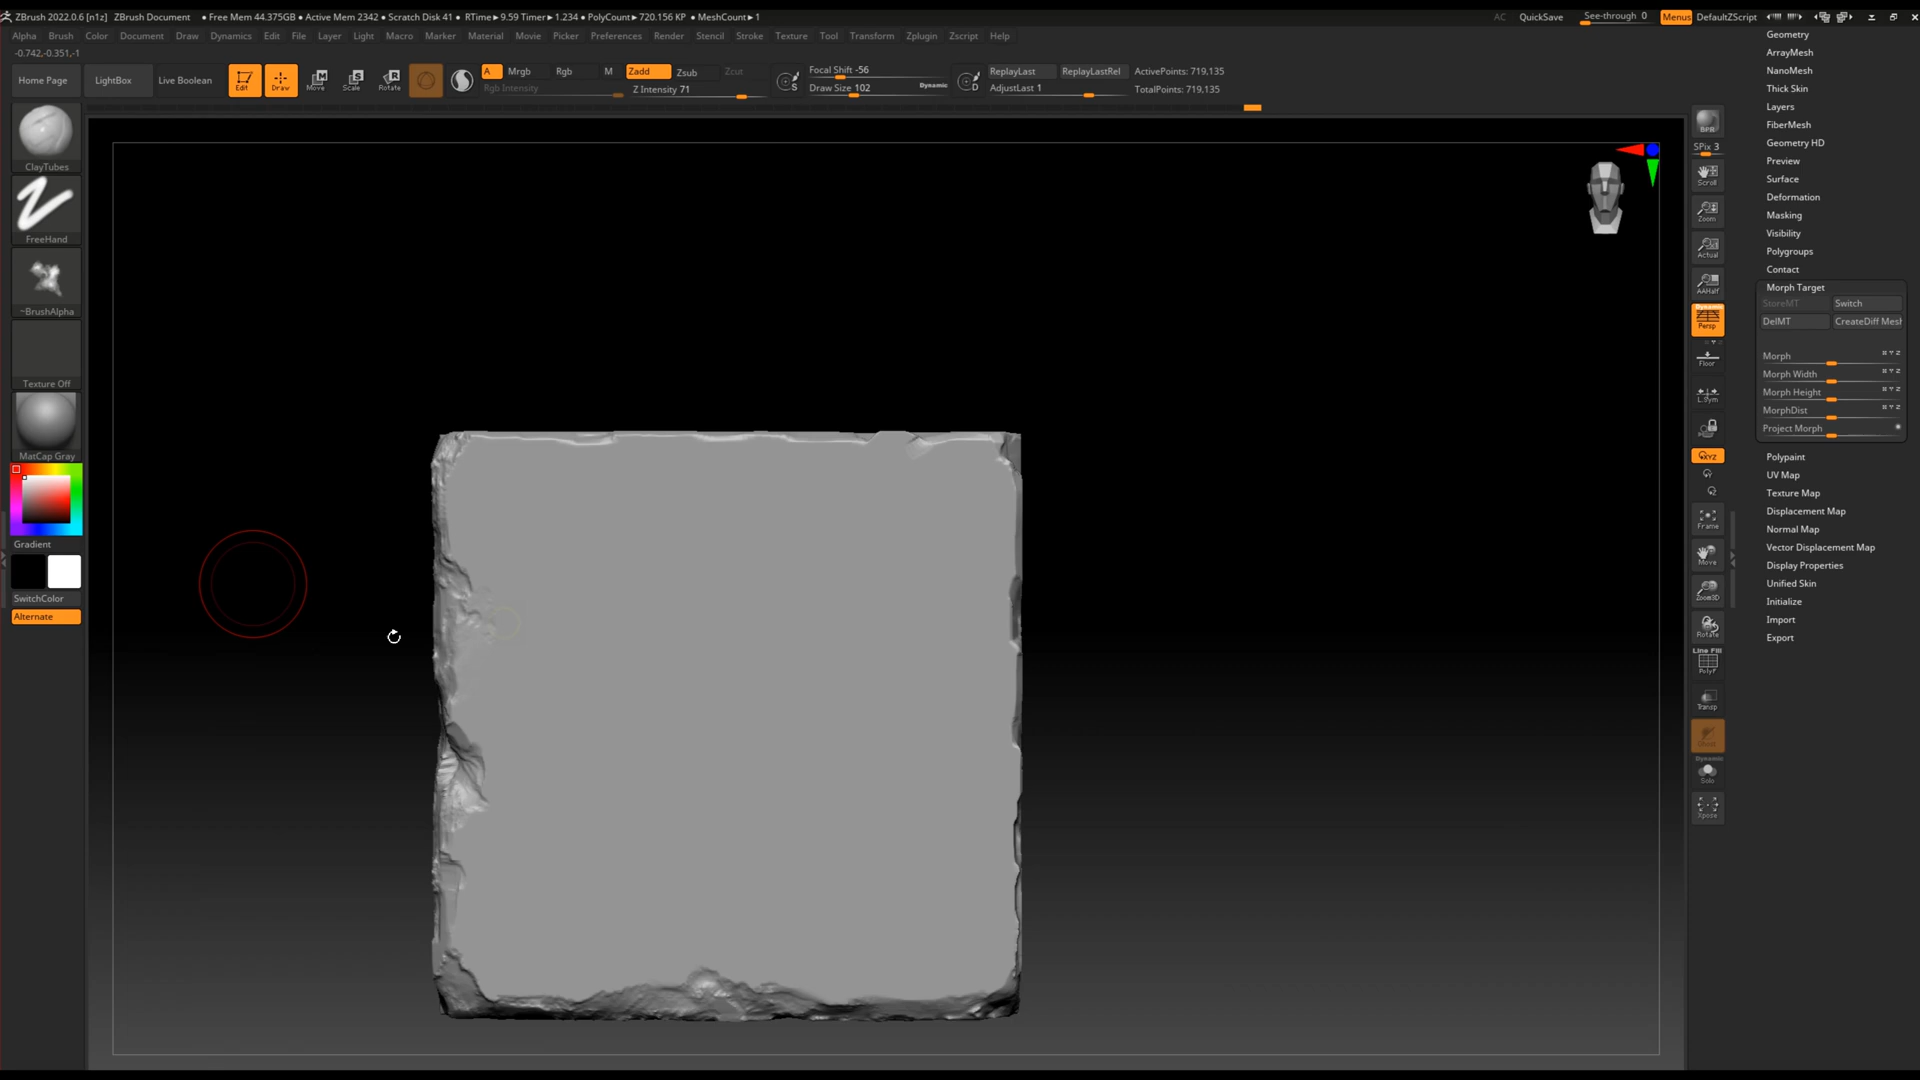 ZBrush 2022.0.6 [n1z] ZBrush Document • Free Mem 44.375GB • Active Mem 2342 • Scratch Disk 41 • RTime►9.59 Timer►1.234 • PolyCount►720.156 KP • MeshCount►1 AC QuickSave See-through 0 Menus DefaultZScript
Alpha Brush Color Document Draw Dynamics Edit File Layer Light Macro Marker Material Movie Picker Preferences Render Stencil Stroke Texture Tool Transform Zplugin Zscript Help
-0.742,-0.351,-1
Home Page LightBox Live Boolean Edit Draw Move Scale Rotate A Mrgb Rgb M Zadd Zsub Zcut Focal Shift -56 ReplayLast ReplayLastRel ActivePoints: 719,135
Rgb Intensity Z Intensity 71 Draw Size 102 Dynamic AdjustLast 1 TotalPoints: 719,135
ClayTubes
FreeHand
~BrushAlpha
Texture Off
MatCap Gray
Gradient
SwitchColor
Alternate
BPR
SPix 3
Scroll
Zoom
Actual
AAHalf
Dynamic
Persp
Floor
L.Sym
XYZ
Frame
Move
Zoom3D
Rotate
Line Fill
PolyF
Transp
Ghost
Dynamic
Solo
Xpose
Geometry
ArrayMesh
NanoMesh
Thick Skin
Layers
FiberMesh
Geometry HD
Preview
Surface
Deformation
Masking
Visibility
Polygroups
Contact
Morph Target
StoreMT Switch
DelMT CreateDiff Mesh
Morph
Morph Width
Morph Height
MorphDist
Project Morph
Polypaint
UV Map
Texture Map
Displacement Map
Normal Map
Vector Displacement Map
Display Properties
Unified Skin
Initialize
Import
Export